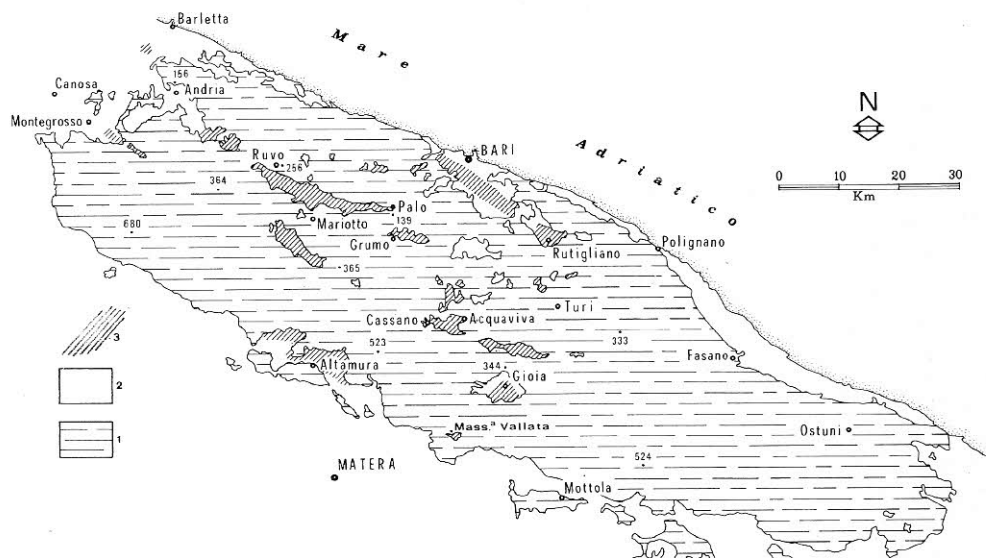 Barletta
Mare
156
Canosa
Andria
Montegrosso
N
BARI
Adriatico
Ruvo
256
364
0 10 20 30
Km
Palo
Mariotto
139
680
Grumo
Polignano
Rutigliano
365
Turi
Cassano
Acquaviva
3
523
333
Fasano
Altamura
344
Gioia
2
Mass.ª Vallata
Ostuni
1
524
MATERA
Mottola